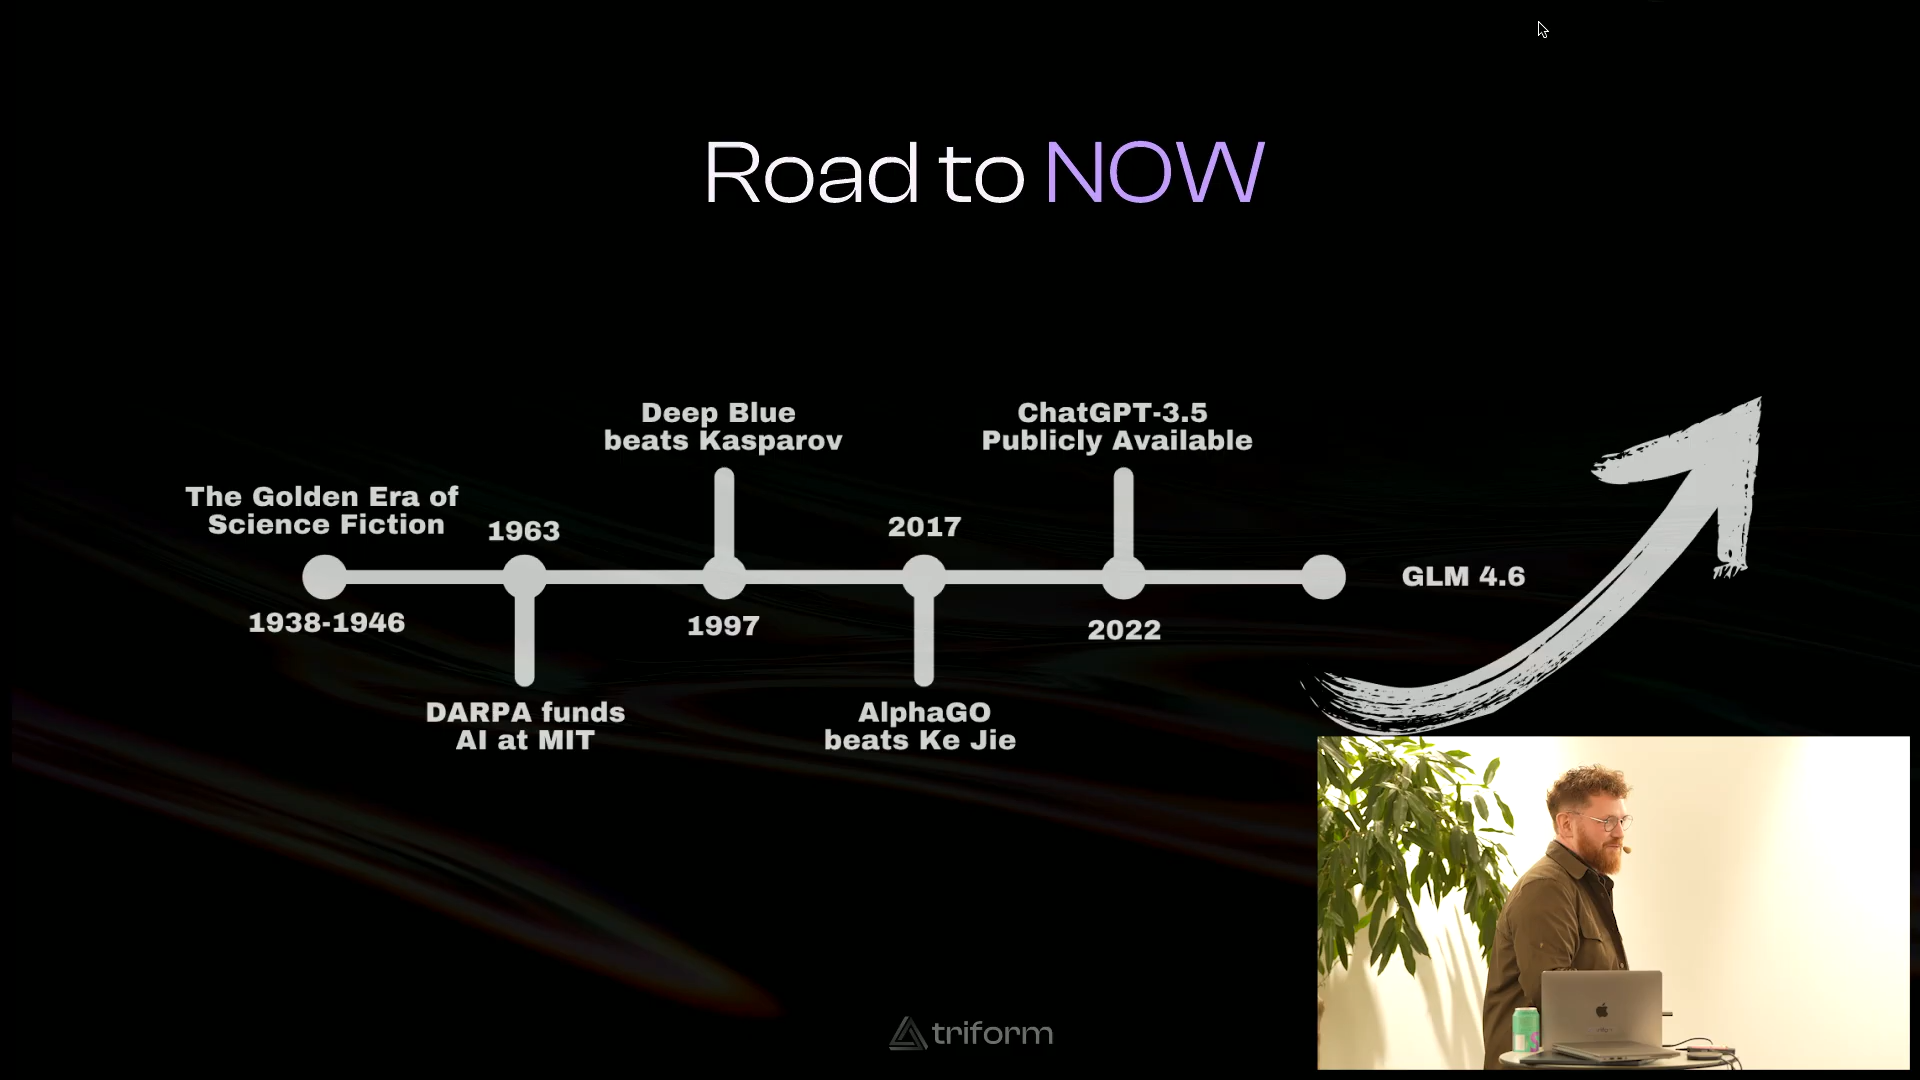 Road to NOW
The Golden Era of
Science Fiction
1938-1946
1963
DARPA funds
AI at MIT
Deep Blue
beats Kasparov
1997
2017
AlphaGO
beats Ke Jie
ChatGPT-3.5
Publicly Available
2022
GLM 4.6
triform